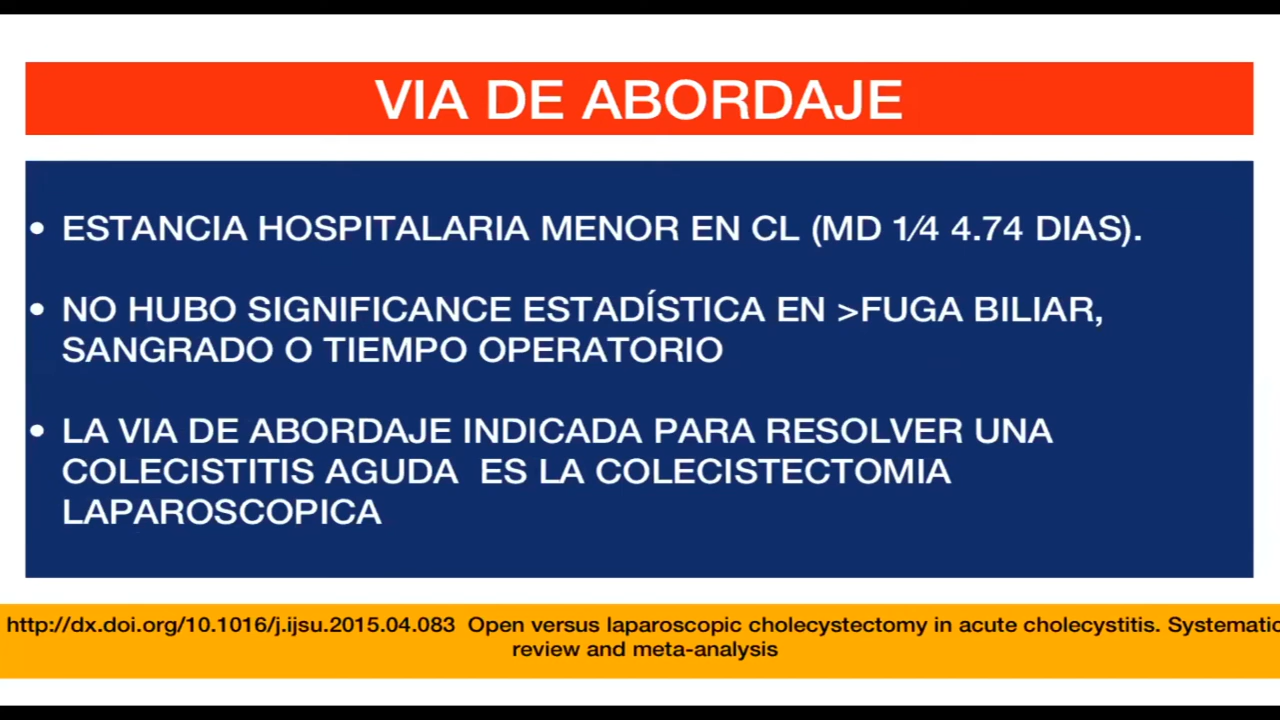 VIA DE ABORDAJE
• ESTANCIA HOSPITALARIA MENOR EN CL (MD 1⁄4 4.74 DIAS).
• NO HUBO SIGNIFICANCE ESTADÍSTICA EN >FUGA BILIAR,
SANGRADO O TIEMPO OPERATORIO
• LA VIA DE ABORDAJE INDICADA PARA RESOLVER UNA
COLECISTITIS AGUDA ES LA COLECISTECTOMIA
LAPAROSCOPICA
http://dx.doi.org/10.1016/j.ijsu.2015.04.083 Open versus laparoscopic cholecystectomy in acute cholecystitis. Systematic
review and meta-analysis